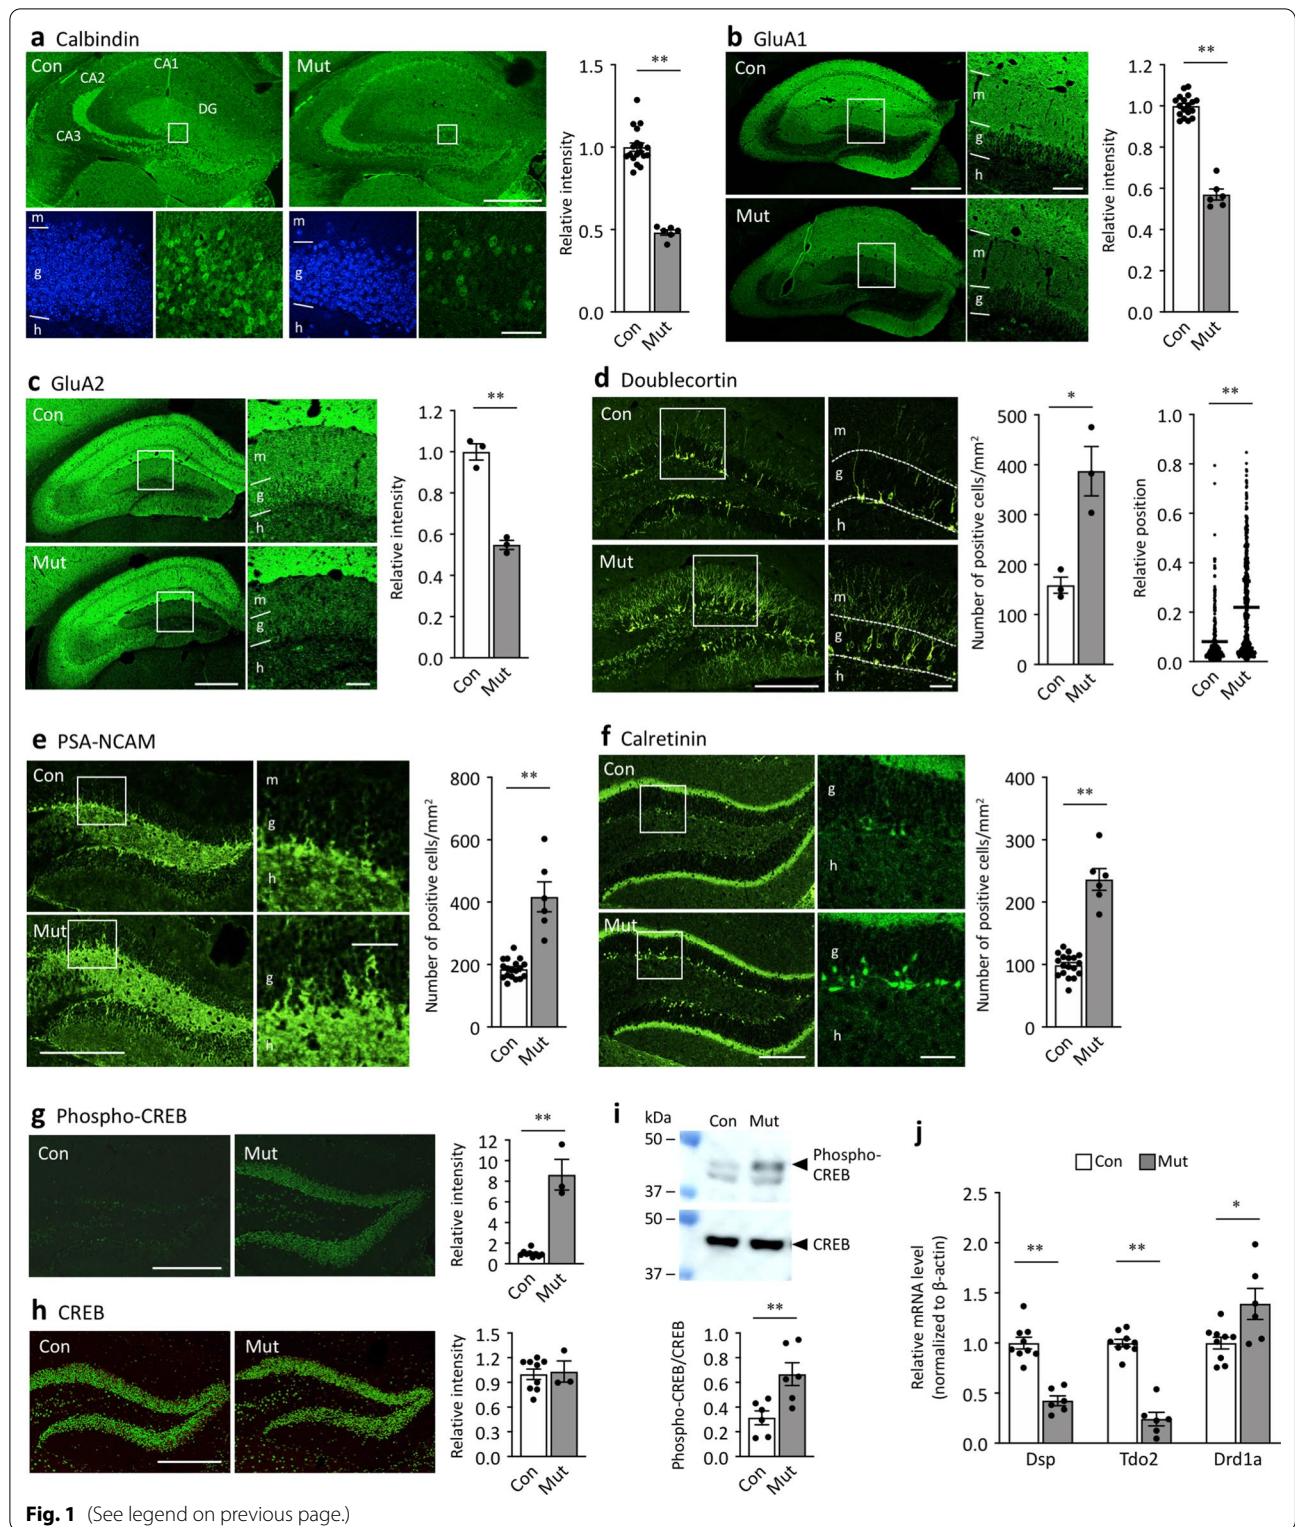 a Calbindin
Con
CA1
CA2
DG
CA3
Mut
m
g
h
m
g
h
Relative intensity
1.5
1.0
0.5
0.0
**
Con
Mut
b GluA1
Con
m
g
h
Mut
m
g
h
Relative intensity
1.2
1.0
0.8
0.6
0.4
0.2
0.0
**
Con
Mut
c GluA2
Con
m
g
h
Mut
m
g
h
Relative intensity
1.2
1.0
0.8
0.6
0.4
0.2
0.0
**
Con
Mut
d Doublecortin
Con
m
g
h
Mut
m
g
h
Number of positive cells/mm²
500
400
300
200
100
0
*
Con
Mut
Relative position
1.0
0.8
0.6
0.4
0.2
0.0
**
Con
Mut
e PSA-NCAM
Con
m
g
h
Mut
g
h
Number of positive cells/mm²
800
600
400
200
0
**
Con
Mut
f Calretinin
Con
g
h
Mut
g
h
Number of positive cells/mm²
400
300
200
100
0
**
Con
Mut
g Phospho-CREB
Con
Mut
Relative intensity
12
10
8
6
4
2
0
**
Con
Mut
h CREB
Con
Mut
Relative intensity
1.5
1.2
0.9
0.6
0.3
0.0
Con
Mut
i
kDa
Con
Mut
50
37
Phospho-
CREB
50
37
CREB
Phospho-CREB/CREB
1.0
0.8
0.6
0.4
0.2
0.0
**
Con
Mut
j
Con
Mut
Relative mRNA level
(normalized to β-actin)
2.5
2.0
1.5
1.0
0.5
0.0
**
**
*
Dsp
Tdo2
Drd1a
Fig. 1 (See legend on previous page.)